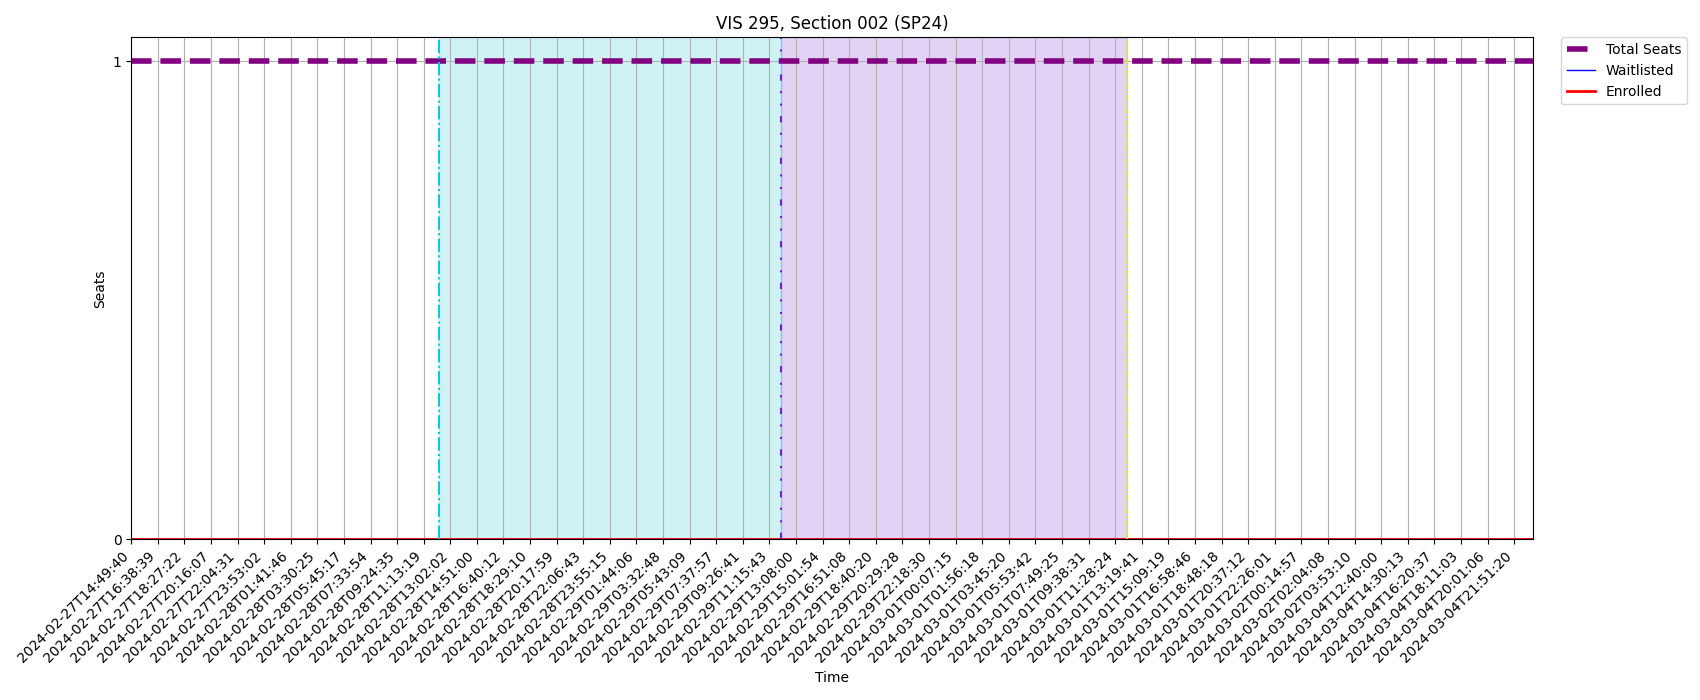 VIS 295, Section 002 (SP24)
Total Seats
Waitlisted
Enrolled
1
0
Seats
2024-02-27T14:49:40
2024-02-27T16:38:39
2024-02-27T18:27:22
2024-02-27T20:16:07
2024-02-27T22:04:31
2024-02-27T23:53:02
2024-02-28T01:41:46
2024-02-28T03:30:25
2024-02-28T05:45:17
2024-02-28T07:33:54
2024-02-28T09:24:35
2024-02-28T11:13:19
2024-02-28T13:02:02
2024-02-28T14:51:00
2024-02-28T16:40:12
2024-02-28T18:29:10
2024-02-28T20:17:59
2024-02-28T22:06:43
2024-02-28T23:55:15
2024-02-29T01:44:06
2024-02-29T03:32:48
2024-02-29T05:43:09
2024-02-29T07:37:57
2024-02-29T09:26:41
2024-02-29T11:15:43
2024-02-29T13:08:00
2024-02-29T15:01:54
2024-02-29T16:51:08
2024-02-29T18:40:20
2024-02-29T20:29:28
2024-02-29T22:18:30
2024-03-01T00:07:15
2024-03-01T01:56:18
2024-03-01T03:45:20
2024-03-01T05:53:42
2024-03-01T07:49:25
2024-03-01T09:38:31
2024-03-01T11:28:24
2024-03-01T13:19:41
2024-03-01T15:09:19
2024-03-01T16:58:46
2024-03-01T18:48:18
2024-03-01T20:37:12
2024-03-01T22:26:01
2024-03-02T00:14:57
2024-03-02T02:04:08
2024-03-02T03:53:10
2024-03-04T12:40:00
2024-03-04T14:30:13
2024-03-04T16:20:37
2024-03-04T18:11:03
2024-03-04T20:01:06
2024-03-04T21:51:20
Time